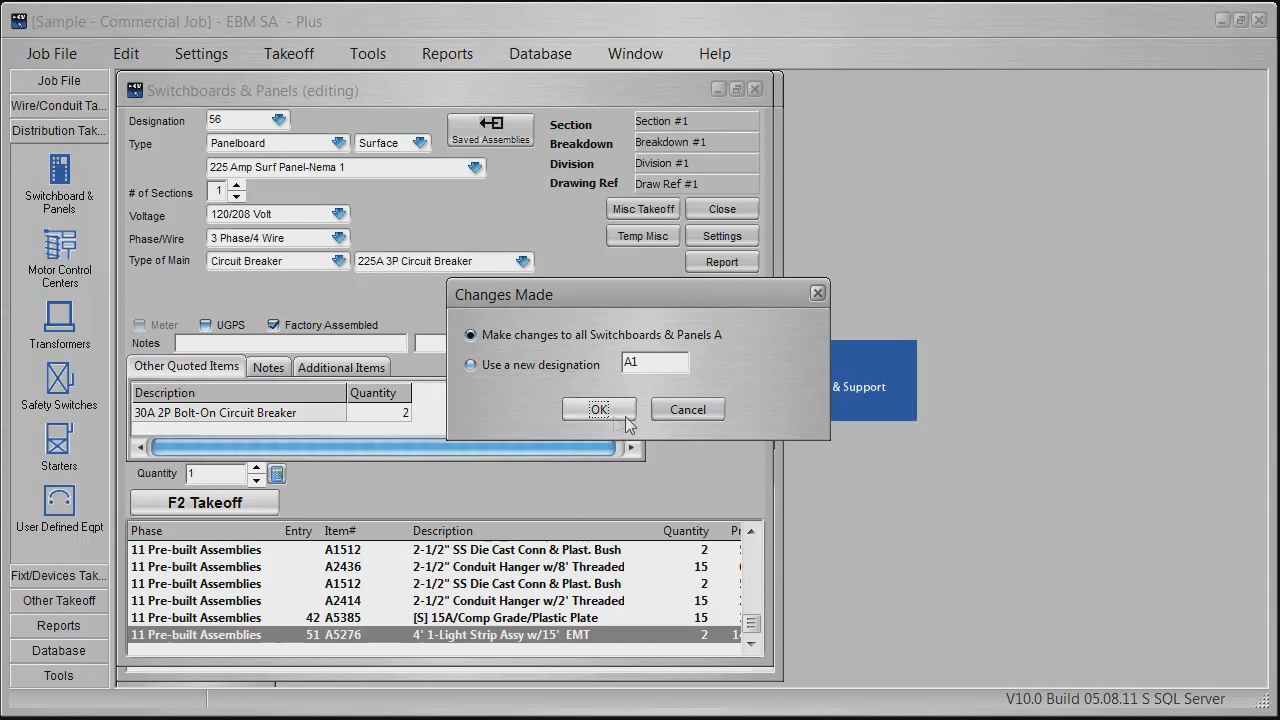 [Sample - Commercial Job] - EBM SA - Plus
Job File Edit Settings Takeoff Tools Reports Database Window Help
Job File
Wire/Conduit Ta...
Distribution Tak...
Switchboard &
Panels
Motor Control
Centers
Transformers
Safety Switches
Starters
User Defined Eqpt
Fixt/Devices Tak...
Other Takeoff
Reports
Database
Tools
Switchboards & Panels (editing)
Designation 56
Type Panelboard Surface
Saved Assemblies
225 Amp Surf Panel-Nema 1
# of Sections 1
Voltage 120/208 Volt
Phase/Wire 3 Phase/4 Wire
Type of Main Circuit Breaker 225A 3P Circuit Breaker
Section Section #1
Breakdown Breakdown #1
Division Division #1
Drawing Ref Draw Ref #1
Misc Takeoff Close
Temp Misc Settings
Report
Meter UGPS Factory Assembled
Notes
Other Quoted Items Notes Additional Items
Description Quantity
30A 2P Bolt-On Circuit Breaker 2
Changes Made
Make changes to all Switchboards & Panels A
Use a new designation A1
OK Cancel
& Support
Quantity 1
F2 Takeoff
Phase Entry Item# Description Quantity Pr
11 Pre-built Assemblies A1512 2-1/2" SS Die Cast Conn & Plast. Bush 2
11 Pre-built Assemblies A2436 2-1/2" Conduit Hanger w/8' Threaded 15
11 Pre-built Assemblies A1512 2-1/2" SS Die Cast Conn & Plast. Bush 2
11 Pre-built Assemblies A2414 2-1/2" Conduit Hanger w/2' Threaded 15
11 Pre-built Assemblies 42 A5385 [S] 15A/Comp Grade/Plastic Plate 15
11 Pre-built Assemblies 51 A5276 4' 1-Light Strip Assy w/15' EMT 2 14
V10.0 Build 05.08.11 S SQL Server